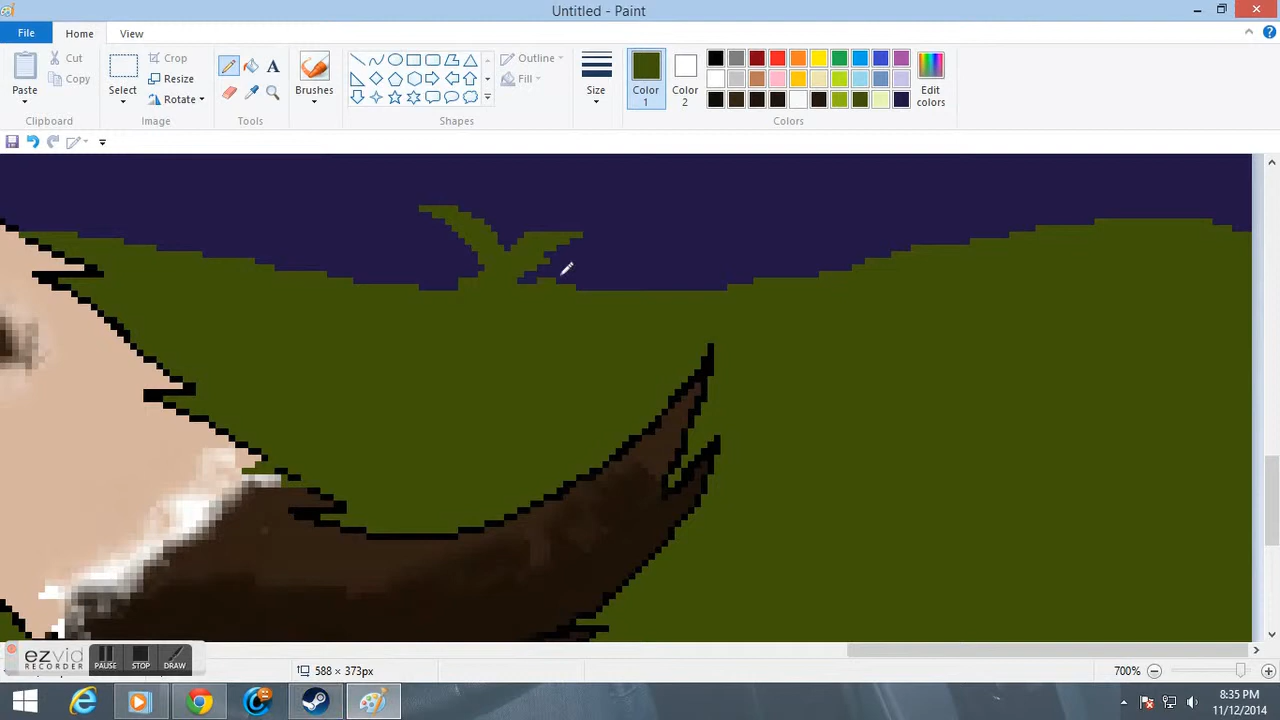 Untitled - Paint
File Home View
Paste
Cut
Copy
Clipboard
Select
Crop
Resize
Rotate
Image
A
Tools
Brushes
Outline
Fill
Shapes
Size
Color 1
Color 2
Edit colors
Colors
ezvid
RECORDER
PAUSE STOP DRAW
588 × 373px
700%
8:35 PM
11/12/2014